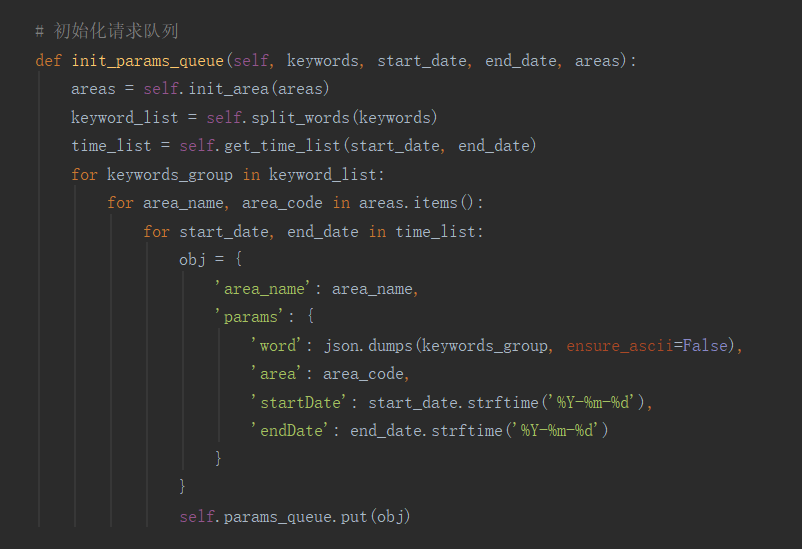 # 初始化请求队列
def init_params_queue(self, keywords, start_date, end_date, areas):
areas = self.init_area(areas)
keyword_list = self.split_words(keywords)
time_list = self.get_time_list(start_date, end_date)
for keywords_group in keyword_list:
for area_name, area_code in areas.items():
for start_date, end_date in time_list:
obj = {
'area_name': area_name,
'params': {
'word': json.dumps(keywords_group, ensure_ascii=False),
'area': area_code,
'startDate': start_date.strftime('%Y-%m-%d'),
'endDate': end_date.strftime('%Y-%m-%d')
}
}
self.params_queue.put(obj)